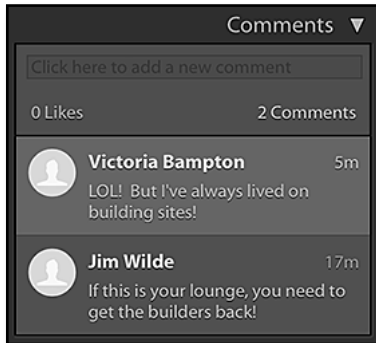 Comments
Click here to add a new comment
0 Likes 2 Comments
Victoria Bampton 5m
LOL! But I've always lived on
building sites!
Jim Wilde 17m
If this is your lounge, you need to
get the builders back!